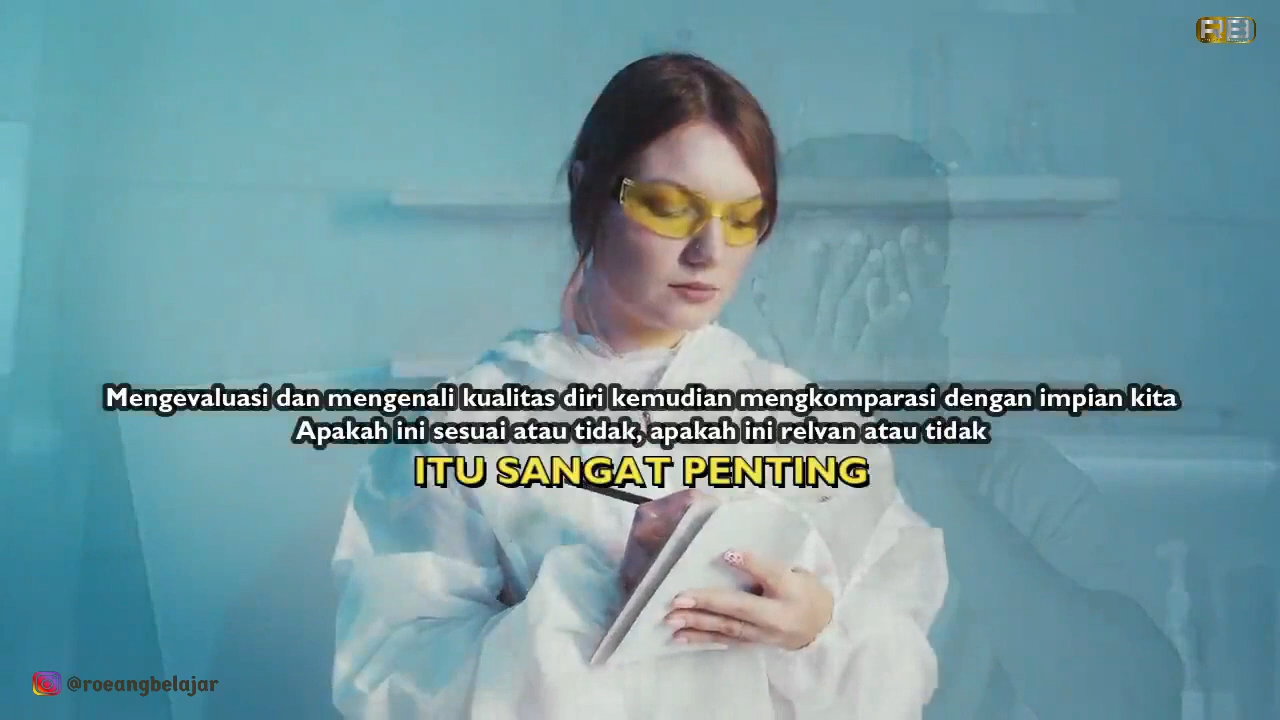 RB
Mengevaluasi dan mengenali kualitas diri kemudian mengkomparasi dengan impian kita
Apakah ini sesuai atau tidak, apakah ini relvan atau tidak
ITU SANGAT PENTING
@roeangbelajar